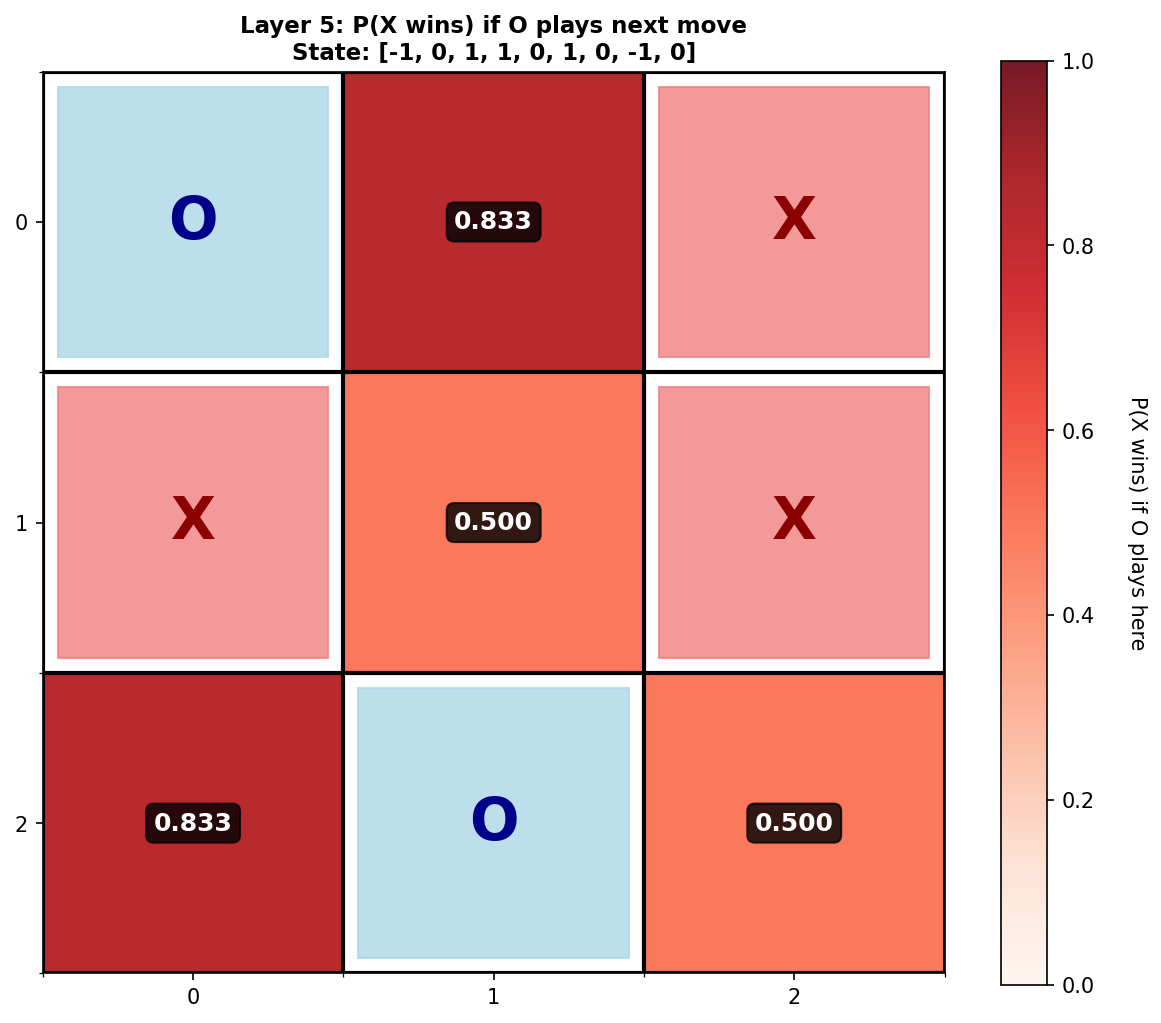 Layer 5: P(X wins) if O plays next move
State: [-1, 0, 1, 1, 0, 1, 0, -1, 0]
O
0.833
X
X
0.500
X
0.833
O
0.500
0
1
2
0
1
2
1.0
0.8
0.6
0.4
0.2
0.0
P(X wins) if O plays here